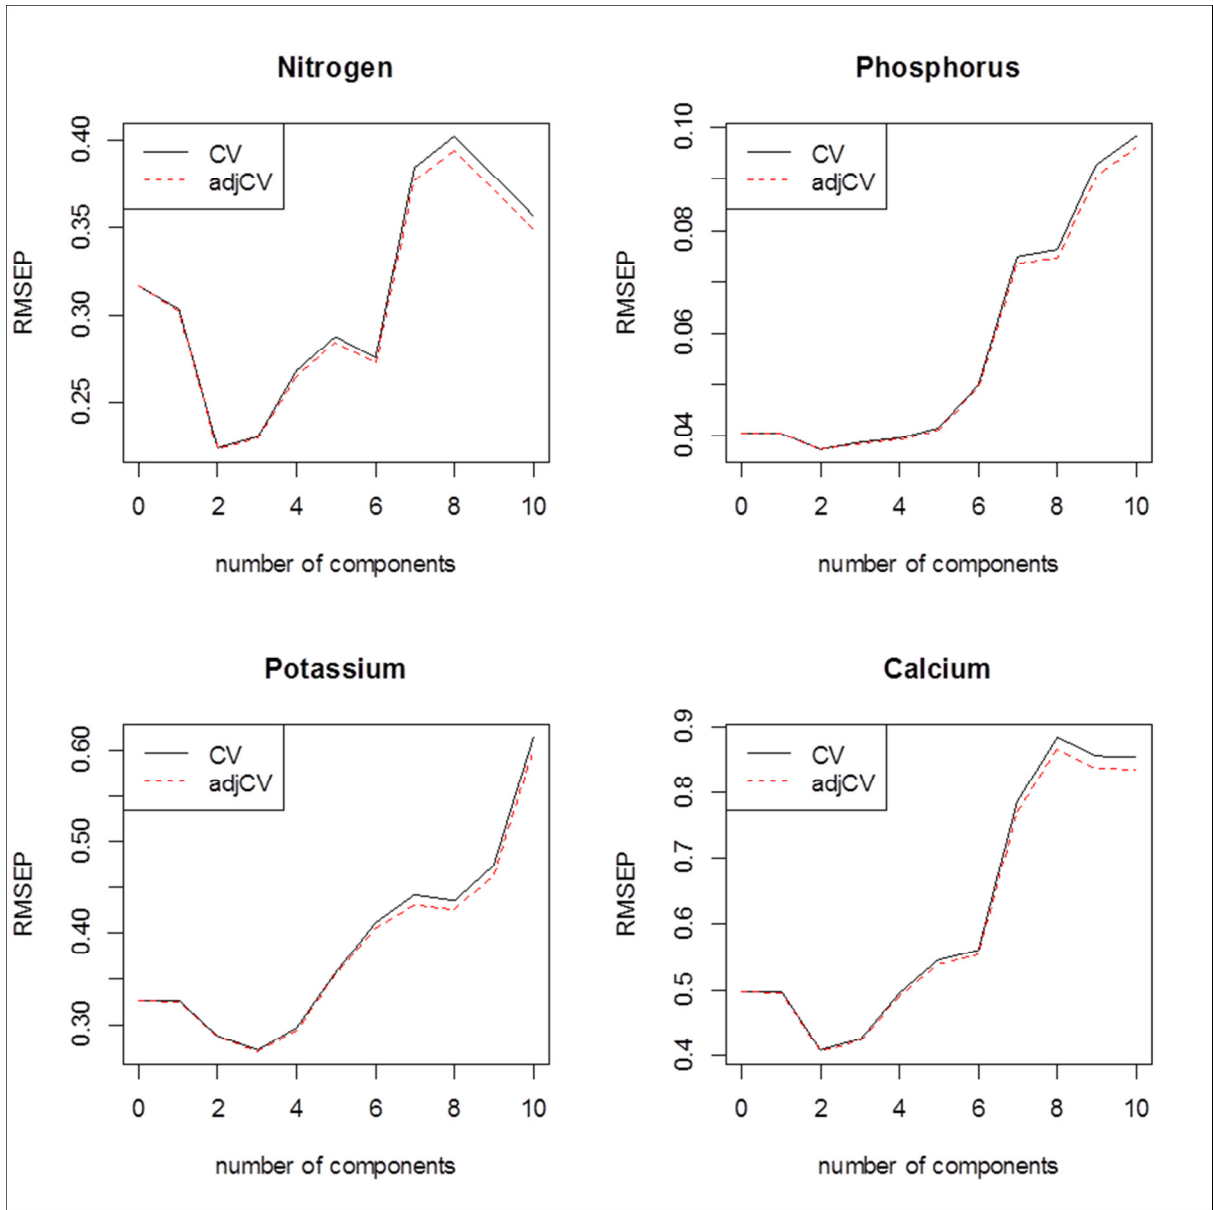 Nitrogen
CV
adjCV
RMSEP
0.25 0.30 0.35 0.40
0 2 4 6 8 10
number of components
Phosphorus
CV
adjCV
RMSEP
0.04 0.06 0.08 0.10
0 2 4 6 8 10
number of components
Potassium
CV
adjCV
RMSEP
0.30 0.40 0.50 0.60
0 2 4 6 8 10
number of components
Calcium
CV
adjCV
RMSEP
0.4 0.5 0.6 0.7 0.8 0.9
0 2 4 6 8 10
number of components